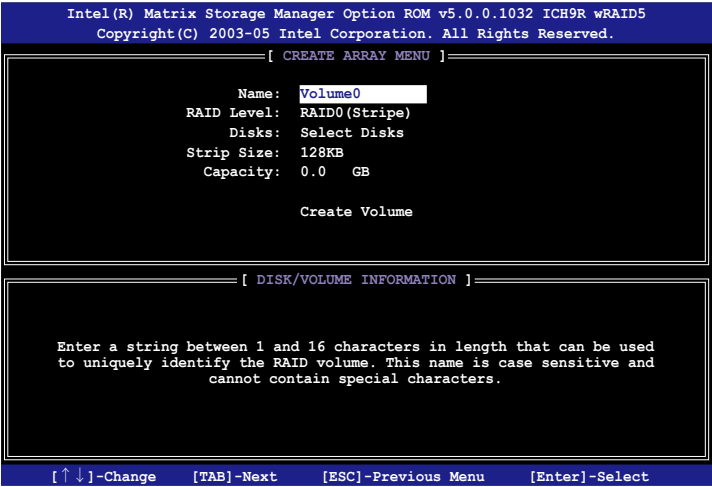 Intel(R) Matrix Storage Manager Option ROM v5.0.0.1032 ICH9R wRAID5
Copyright(C) 2003-05 Intel Corporation. All Rights Reserved.
[ CREATE ARRAY MENU ]
Name: Volume0
RAID Level: RAID0(Stripe)
Disks: Select Disks
Strip Size: 128KB
Capacity: 0.0 GB
Create Volume
[ DISK/VOLUME INFORMATION ]
Enter a string between 1 and 16 characters in length that can be used
to uniquely identify the RAID volume. This name is case sensitive and
cannot contain special characters.
[↑↓]-Change [TAB]-Next [ESC]-Previous Menu [Enter]-Select